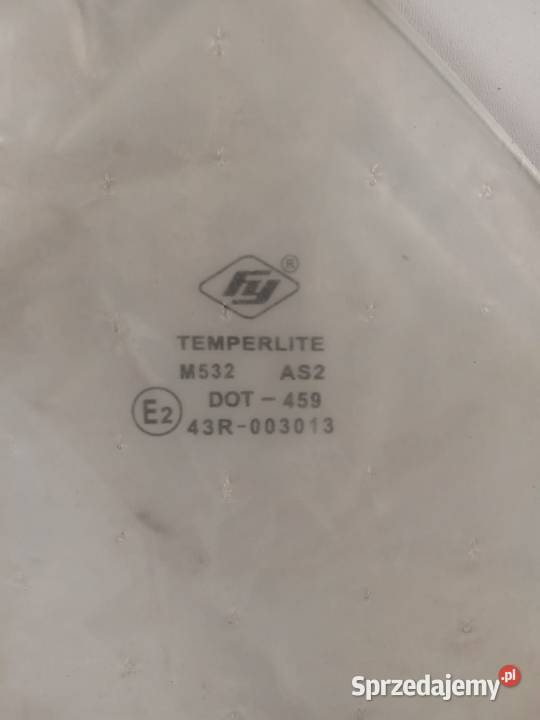 FY®
TEMPERLITE
M532 AS2
DOT - 459
E2
43R-003013
Sprzedajemy.pl